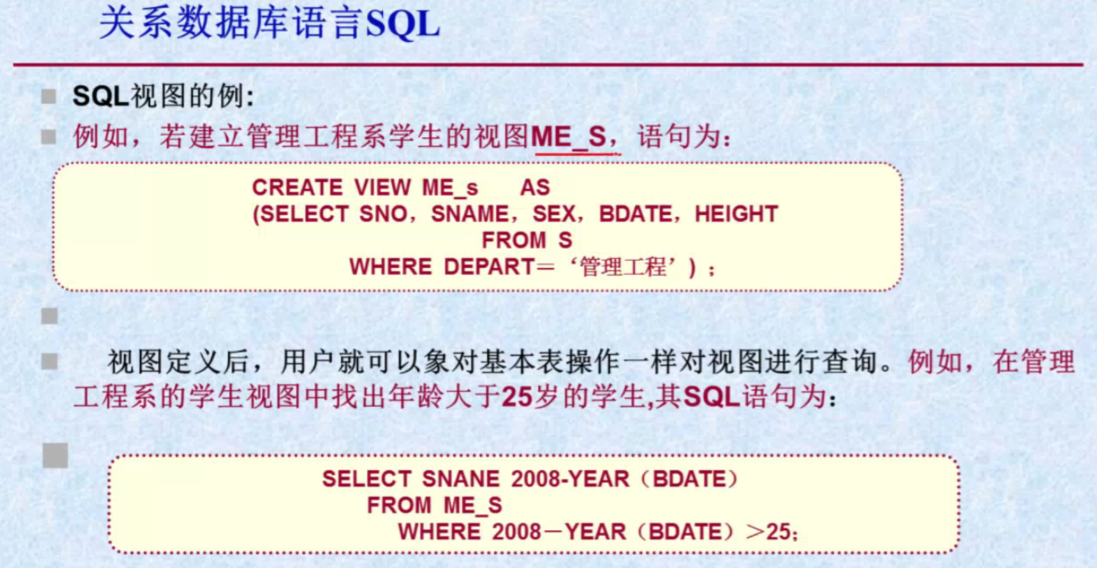 关系数据库语言SQL
SQL视图的例:
例如，若建立管理工程系学生的视图ME_S，语句为：
CREATE VIEW ME_s AS
(SELECT SNO，SNAME，SEX，BDATE，HEIGHT
FROM S
WHERE DEPART＝‘管理工程’)；
视图定义后，用户就可以象对基本表操作一样对视图进行查询。例如，在管理
工程系的学生视图中找出年龄大于25岁的学生,其SQL语句为：
SELECT SNANE 2008-YEAR（BDATE）
FROM ME_S
WHERE 2008－YEAR（BDATE）＞25;